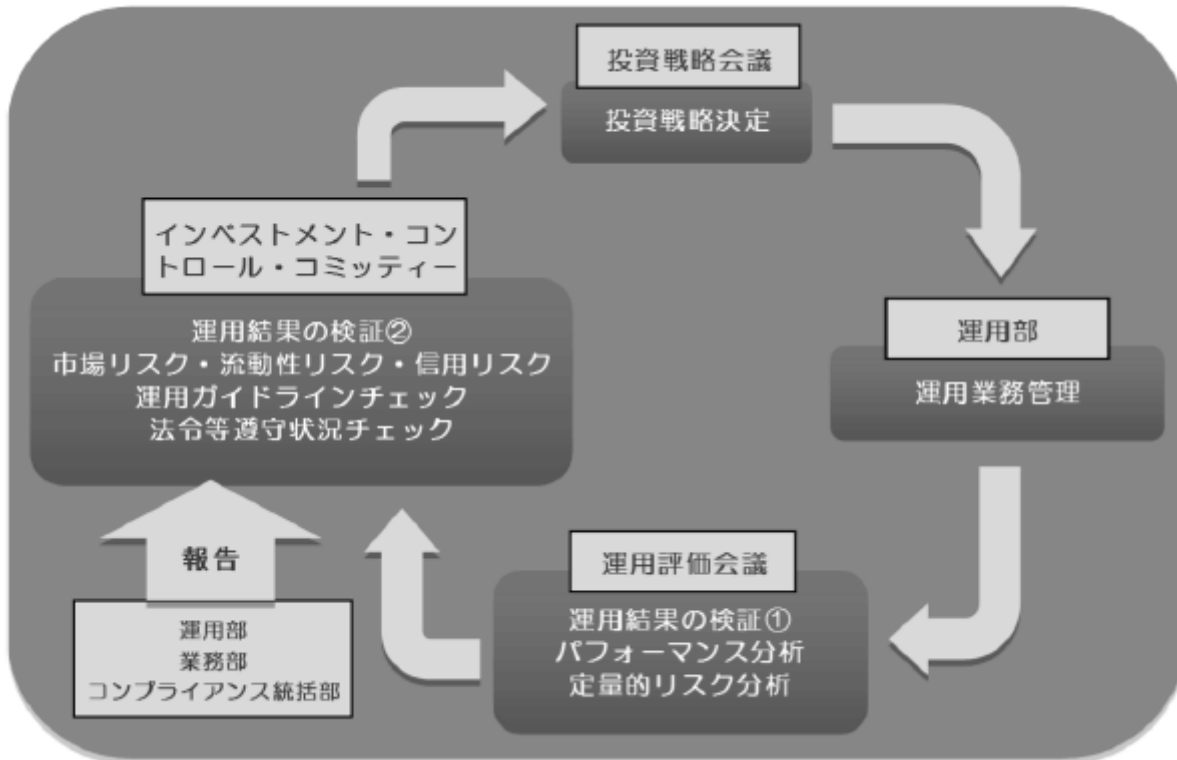 投資戦略会議
投資戦略決定
運用部
運用業務管理
運用評価会議
運用結果の検証①
パフォーマンス分析
定量的リスク分析
インベストメント・コン
トロール・コミッティー
運用結果の検証②
市場リスク・流動性リスク・信用リスク
運用ガイドラインチェック
法令等遵守状況チェック
報告
運用部
業務部
コンプライアンス統括部